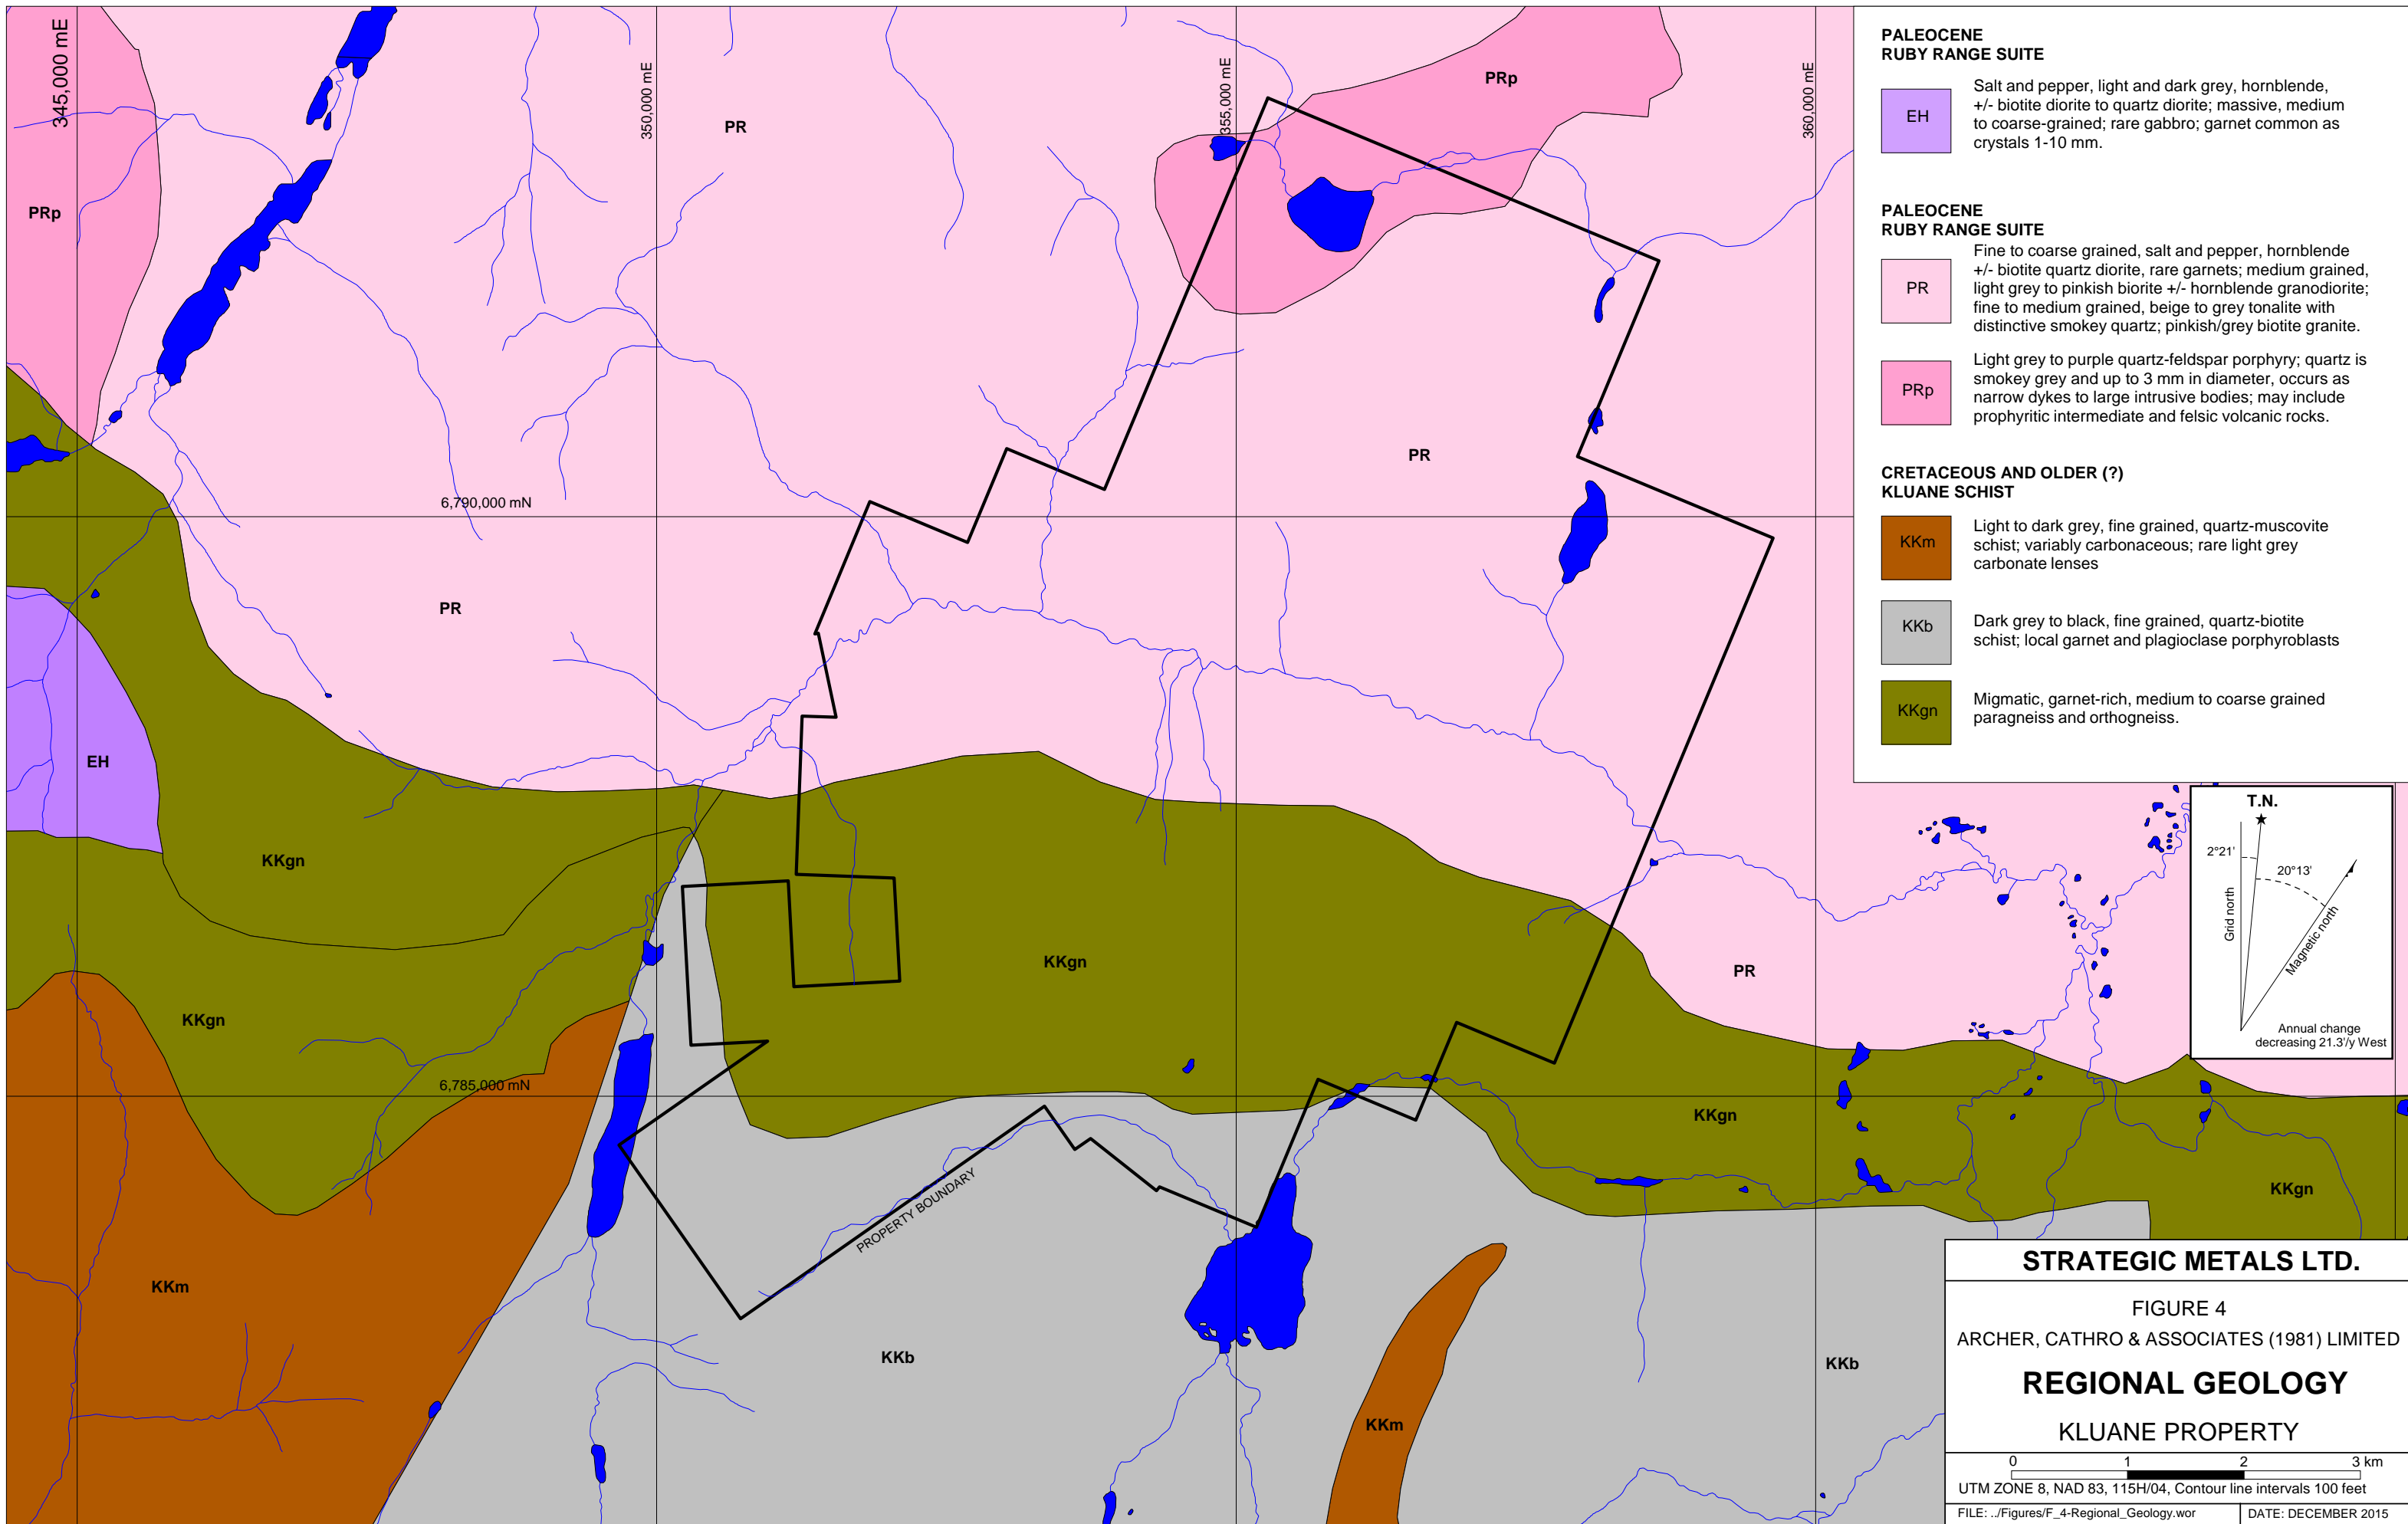 345,000 mE
350,000 mE
355,000 mE
360,000 mE
PRp
PR
PRp
PR
6,790,000 mN
PR
EH
KKgn
KKgn
KKgn
PR
6,785,000 mN
KKgn
KKgn
PROPERTY BOUNDARY
KKm
KKb
KKm
KKb
PALEOCENE
RUBY RANGE SUITE
EH
Salt and pepper, light and dark grey, hornblende,
+/- biotite diorite to quartz diorite; massive, medium
to coarse-grained; rare gabbro; garnet common as
crystals 1-10 mm.
PALEOCENE
RUBY RANGE SUITE
PR
Fine to coarse grained, salt and pepper, hornblende
+/- biotite quartz diorite, rare garnets; medium grained,
light grey to pinkish biorite +/- hornblende granodiorite;
fine to medium grained, beige to grey tonalite with
distinctive smokey quartz; pinkish/grey biotite granite.
PRp
Light grey to purple quartz-feldspar porphyry; quartz is
smokey grey and up to 3 mm in diameter, occurs as
narrow dykes to large intrusive bodies; may include
prophyritic intermediate and felsic volcanic rocks.
CRETACEOUS AND OLDER (?)
KLUANE SCHIST
KKm
Light to dark grey, fine grained, quartz-muscovite
schist; variably carbonaceous; rare light grey
carbonate lenses
KKb
Dark grey to black, fine grained, quartz-biotite
schist; local garnet and plagioclase porphyroblasts
KKgn
Migmatic, garnet-rich, medium to coarse grained
paragneiss and orthogneiss.
T.N.
2°21'
20°13'
Grid north
Magnetic north
Annual change
decreasing 21.3'/y West
STRATEGIC METALS LTD.
FIGURE 4
ARCHER, CATHRO & ASSOCIATES (1981) LIMITED
REGIONAL GEOLOGY
KLUANE PROPERTY
0 1 2 3 km
UTM ZONE 8, NAD 83, 115H/04, Contour line intervals 100 feet
FILE: ../Figures/F_4-Regional_Geology.wor
DATE: DECEMBER 2015